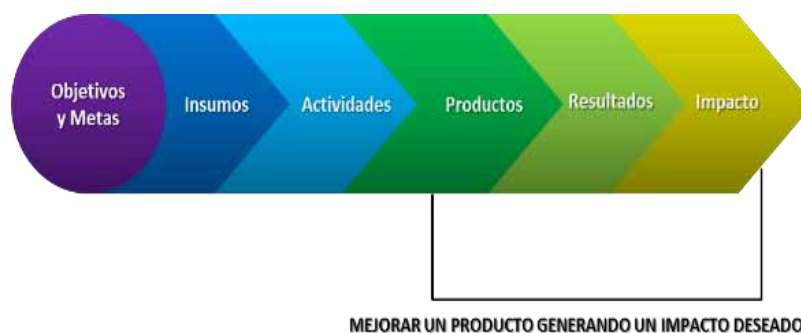 Objetivos
y Metas
Insumos
Actividades
Productos
Resultados
Impacto
MEJORAR UN PRODUCTO GENERANDO UN IMPACTO DESEADO